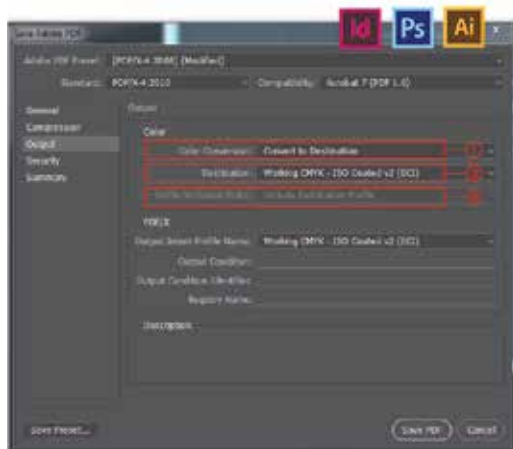 Id Ps Ai
Save Adobe PDF
Adobe PDF Preset: [PDF/X-4 2008] (Modified)
Standard: PDF/X-4 2010 Compatibility: Acrobat 7 (PDF 1.6)
General
Compression
Output
Security
Summary
Output
Color
Color Conversion: Convert to Destination
Destination: Working CMYK - ISO Coated v2 (ECI)
Profile Inclusion Policy: Include Destination Profile
PDF/X
Output Intent Profile Name: Working CMYK - ISO Coated v2 (ECI)
Output Condition:
Output Condition Identifier:
Registry Name:
Description
Save Preset...
Save PDF
Cancel